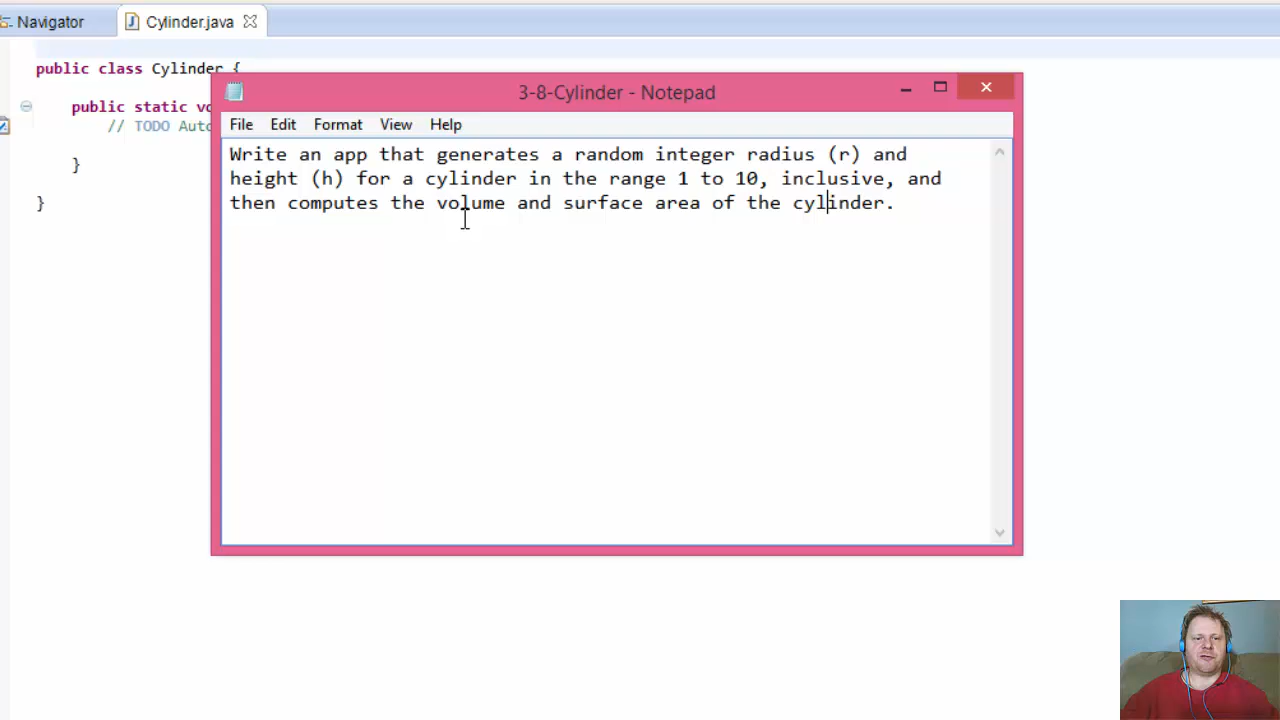 Navigator
Cylinder.java
public class Cylinder {
public static vo
// TODO Auto
}
}
3-8-Cylinder - Notepad
File Edit Format View Help
Write an app that generates a random integer radius (r) and
height (h) for a cylinder in the range 1 to 10, inclusive, and
then computes the volume and surface area of the cylinder.